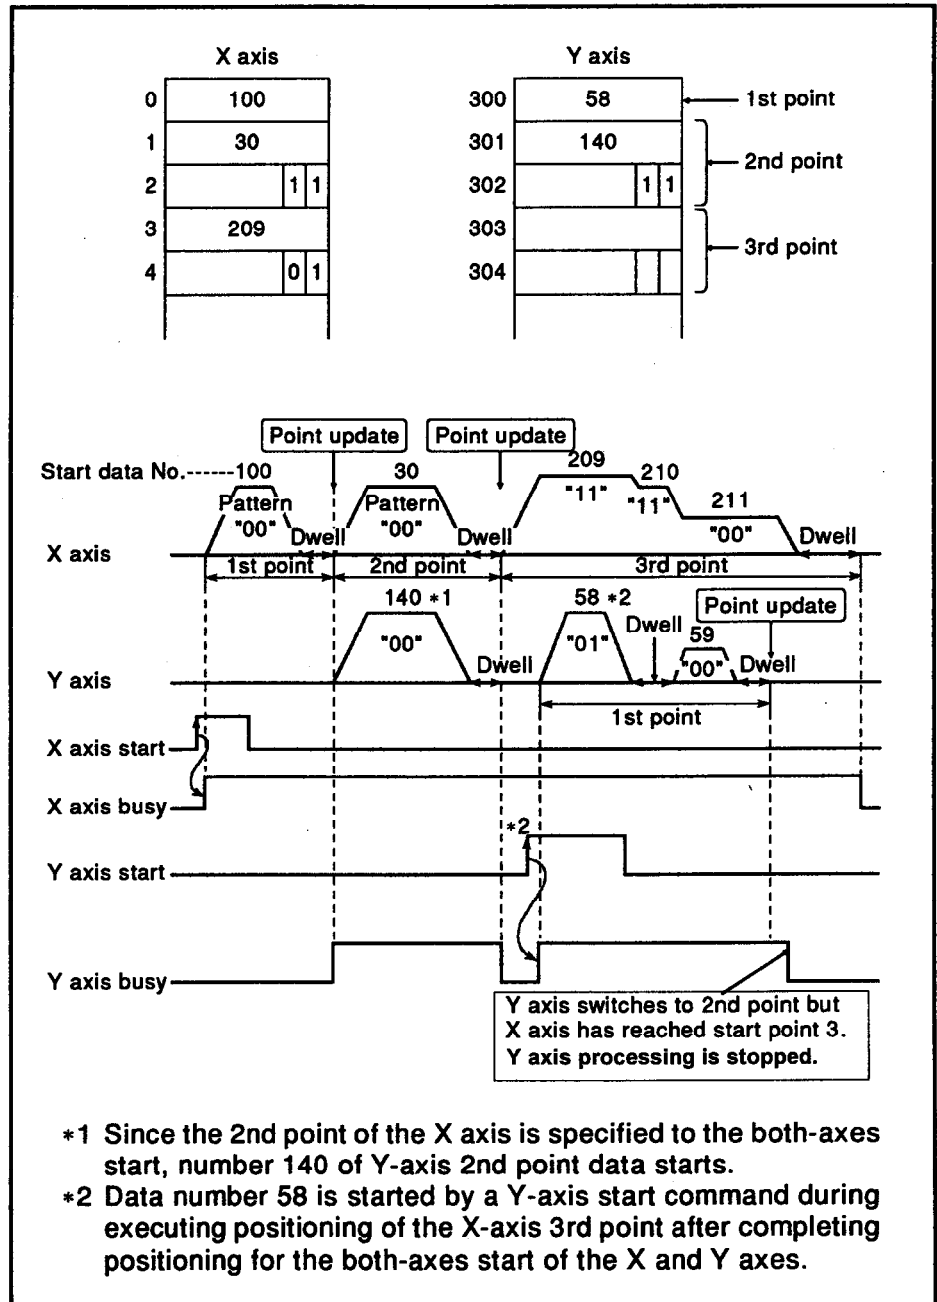 X axis
Y axis
0 100
300 58
1st point
1 30
301 140
2nd point
2 1 1
302 1 1
3 209
303
3rd point
4 0 1
304
Point update
Point update
Start data No.------100
30
209
210
211
Pattern
"00"
Pattern
"00"
"11"
"11"
"00"
Dwell
Dwell
Dwell
X axis
1st point
2nd point
3rd point
140 *1
58 *2
Point update
"00"
"01"
Dwell
59
"00"
Dwell
Dwell
Y axis
1st point
X axis start
X axis busy
*2
Y axis start
Y axis busy
Y axis switches to 2nd point but
X axis has reached start point 3.
Y axis processing is stopped.
*1 Since the 2nd point of the X axis is specified to the both-axes
start, number 140 of Y-axis 2nd point data starts.
*2 Data number 58 is started by a Y-axis start command during
executing positioning of the X-axis 3rd point after completing
positioning for the both-axes start of the X and Y axes.